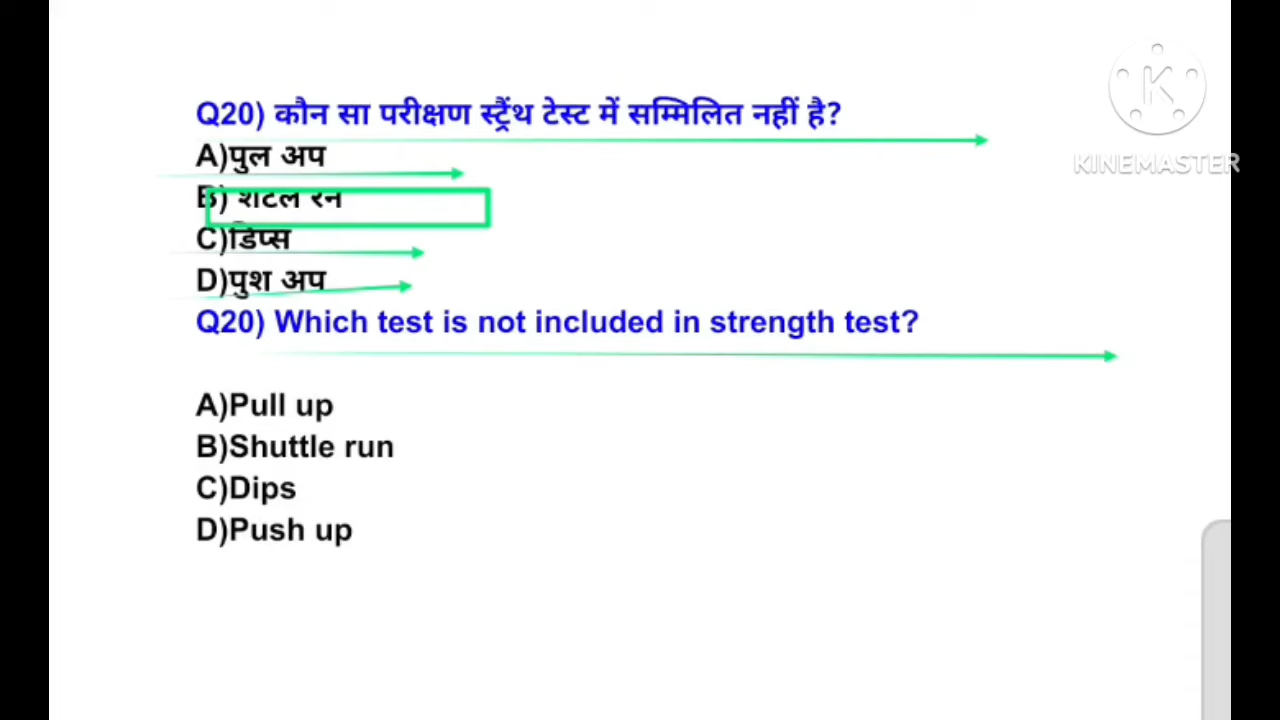 Q20) कौन सा परीक्षण स्ट्रैंथ टेस्ट में सम्मिलित नहीं है?
KINEMASTER
A)पुल अप
B) शटल रन
C)डिप्स
D)पुश अप
Q20) Which test is not included in strength test?
A)Pull up
B)Shuttle run
C)Dips
D)Push up